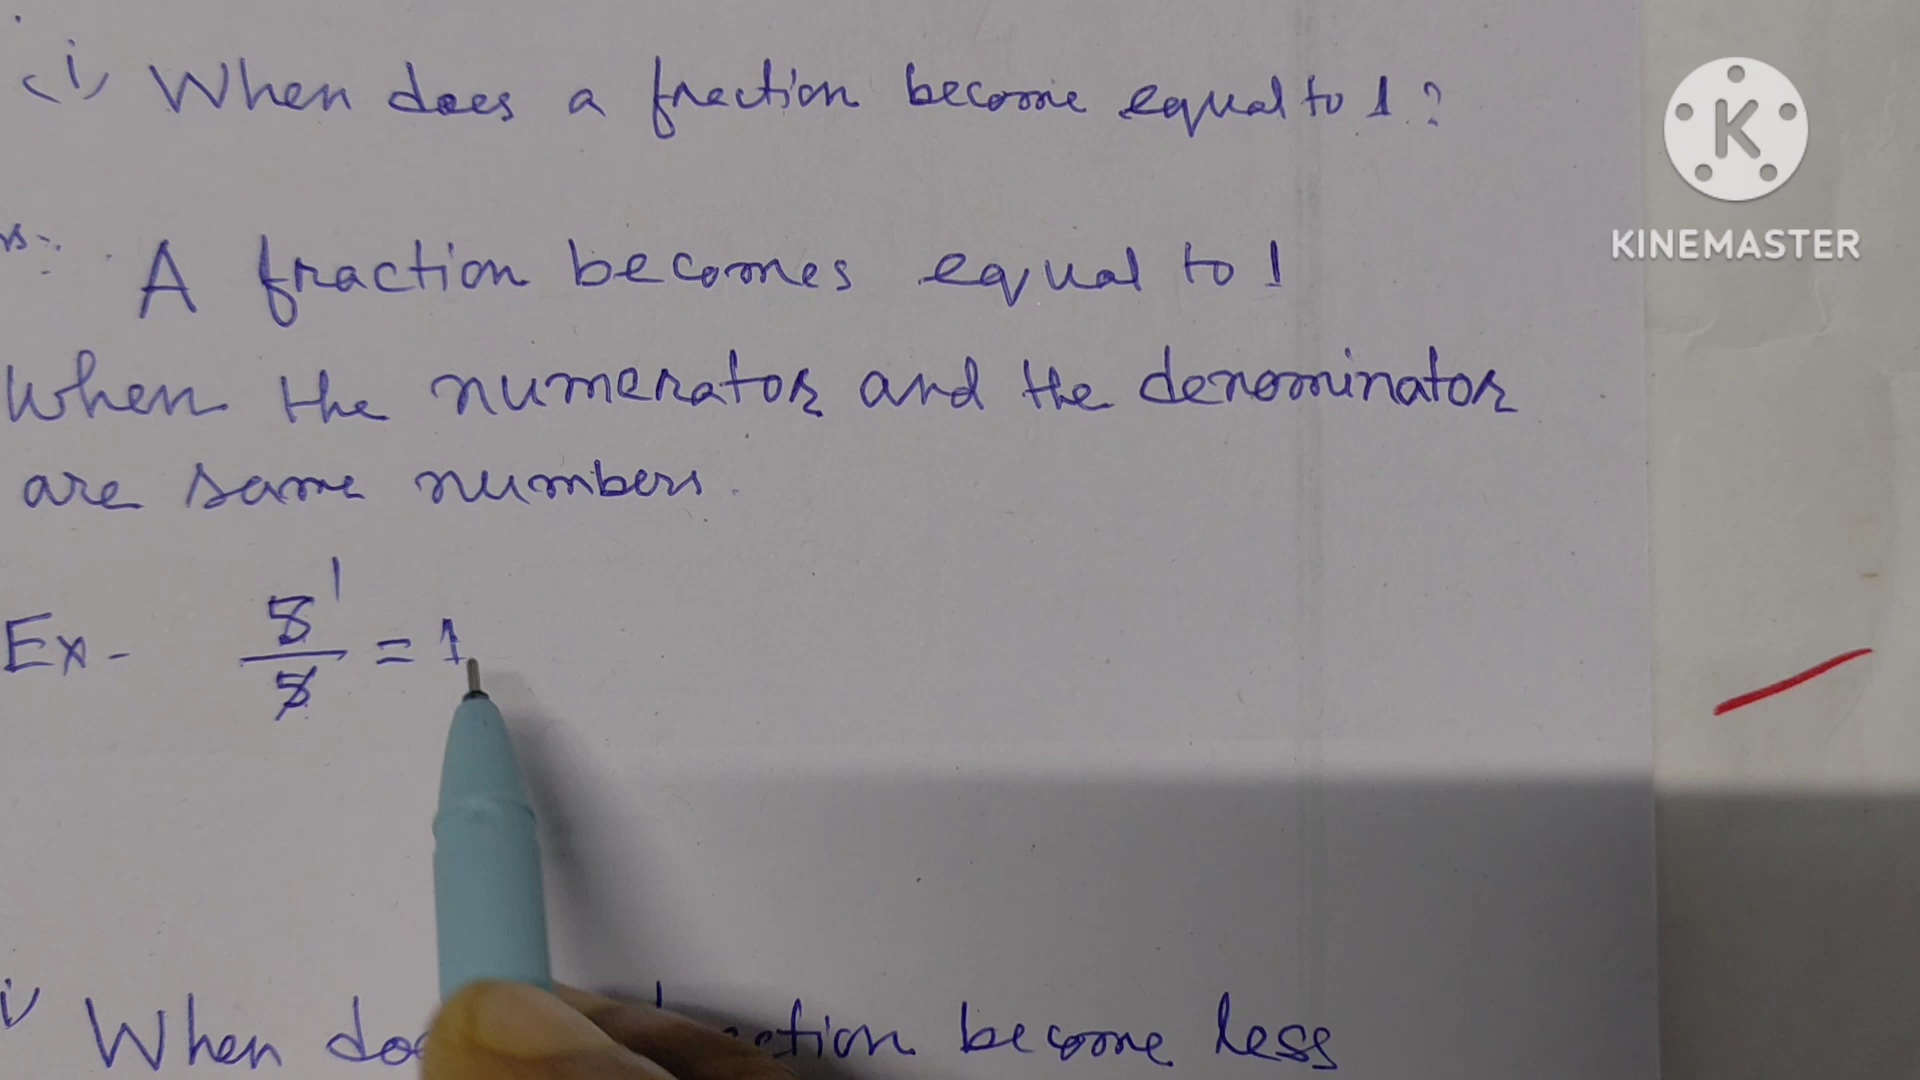 (i) When does a fraction become equal to 1?
K
KINEMASTER
A fraction becomes equal to 1
When the numerator and the denominator
are same numbers.
Ex - 5/5 = 1
1
When become less